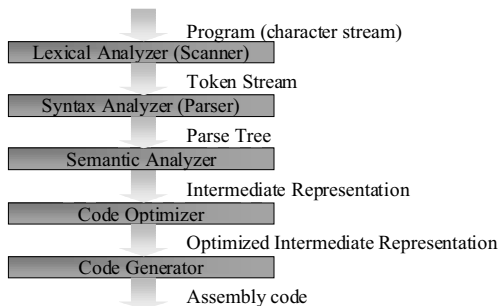 Program (character stream)
Lexical Analyzer (Scanner)
Token Stream
Syntax Analyzer (Parser)
Parse Tree
Semantic Analyzer
Intermediate Representation
Code Optimizer
Optimized Intermediate Representation
Code Generator
Assembly code